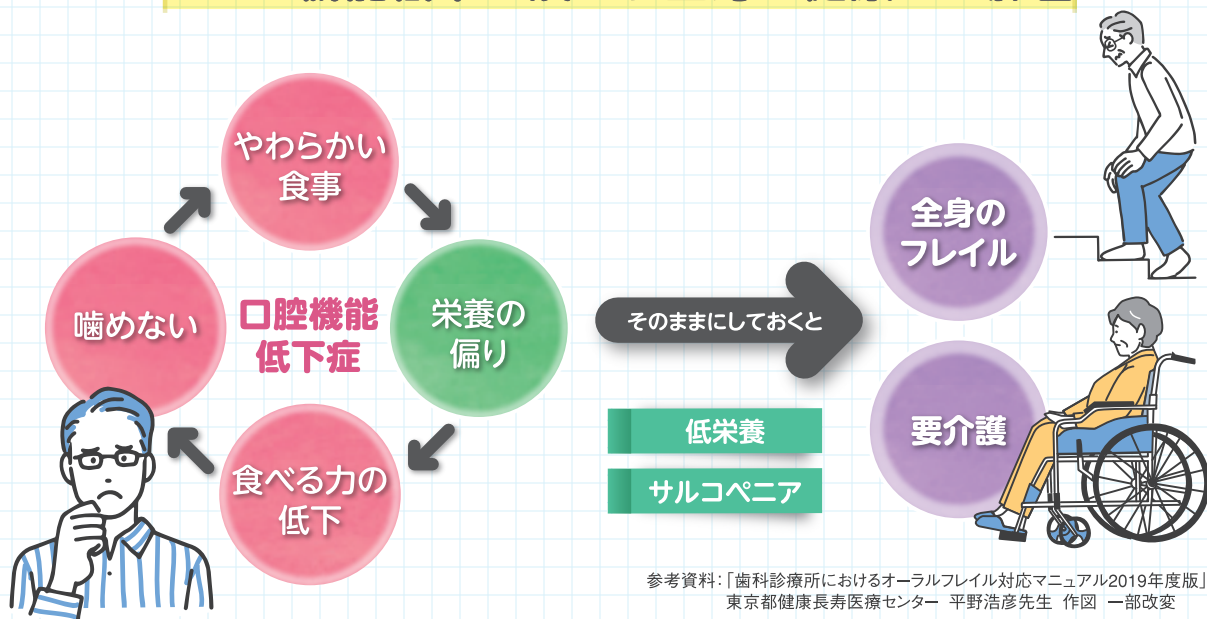 やわらかい
食事
噛めない
口腔機能
低下症
栄養の
偏り
食べる力の
低下
そのままにしておくと
低栄養
サルコペニア
全身の
フレイル
要介護
参考資料：「歯科診療所におけるオーラルフレイル対応マニュアル2019年度版」
東京都健康長寿医療センター 平野浩彦先生 作図 一部改変